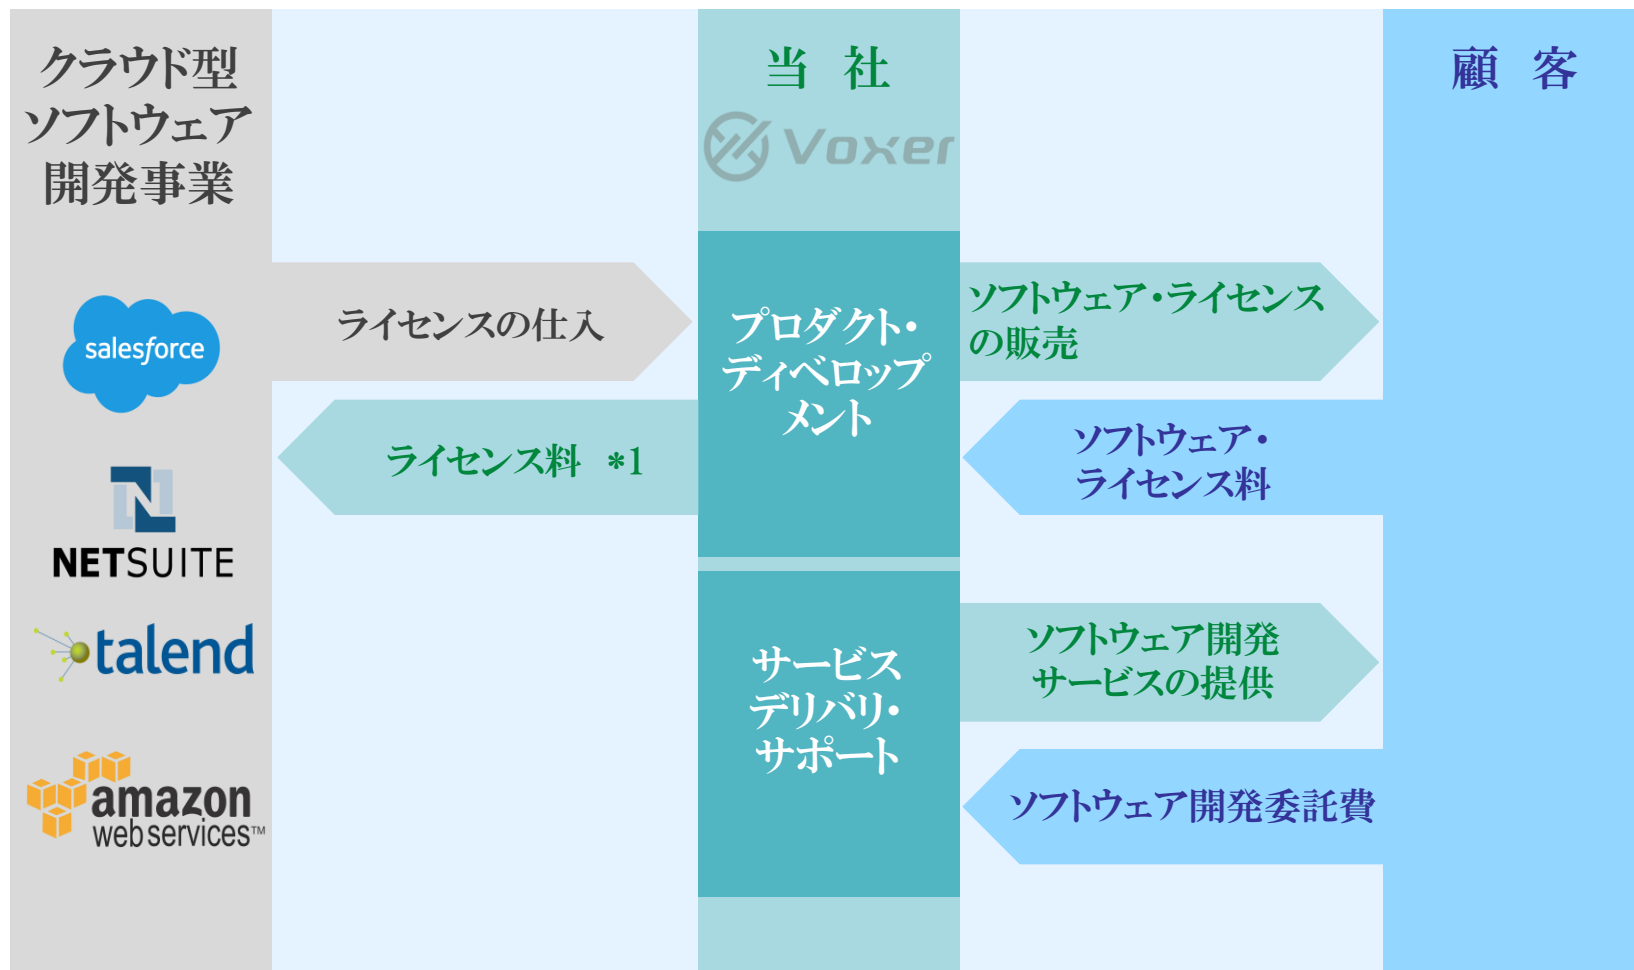 クラウド型
ソフトウェア
開発事業
salesforce
NETSUITE
talend
amazon
web services™
ライセンスの仕入
ライセンス料　*1
当　社
Voxer
プロダクト・
ディベロップ
メント
サービス
デリバリ・
サポート
ソフトウェア・ライセンス
の販売
ソフトウェア・
ライセンス料
ソフトウェア開発
サービスの提供
ソフトウェア開発委託費
顧　客